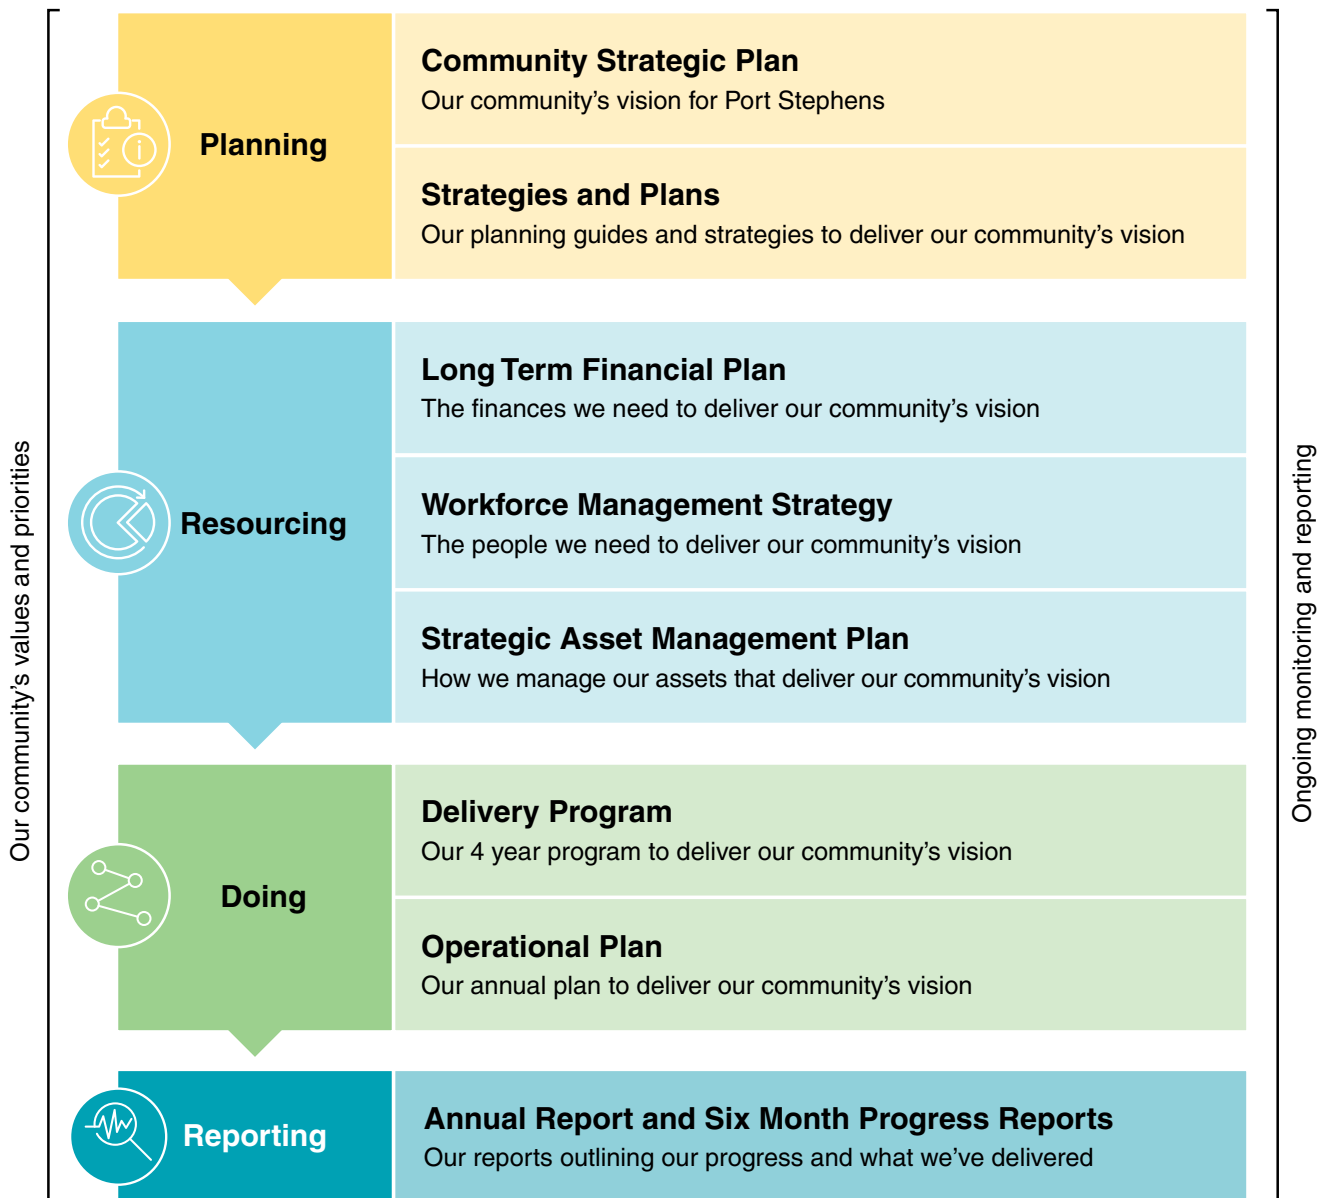 Our community's values and priorities
Planning
Community Strategic Plan
Our community's vision for Port Stephens
Strategies and Plans
Our planning guides and strategies to deliver our community's vision
Resourcing
Long Term Financial Plan
The finances we need to deliver our community's vision
Workforce Management Strategy
The people we need to deliver our community's vision
Strategic Asset Management Plan
How we manage our assets that deliver our community's vision
Doing
Delivery Program
Our 4 year program to deliver our community's vision
Operational Plan
Our annual plan to deliver our community's vision
Reporting
Annual Report and Six Month Progress Reports
Our reports outlining our progress and what we've delivered
Ongoing monitoring and reporting